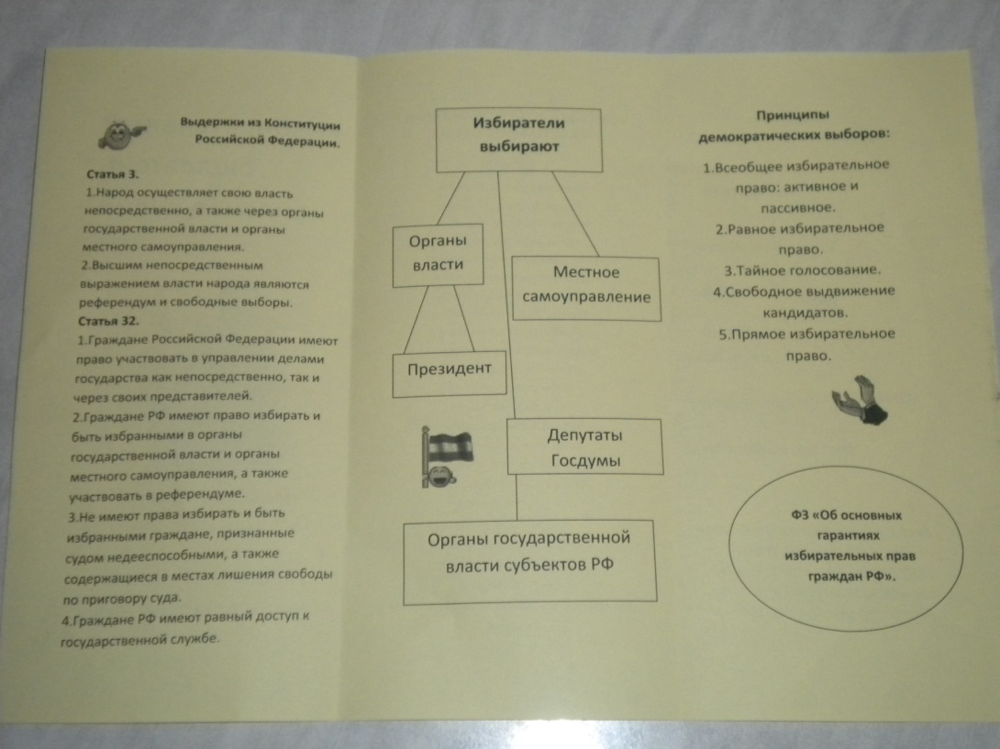 Выдержки из Конституции
Российской Федерации.
Статья 3.
1.Народ осуществляет свою власть
непосредственно, а также через органы
государственной власти и органы
местного самоуправления.
2.Высшим непосредственным
выражением власти народа являются
референдум и свободные выборы.
Статья 32.
1.Граждане Российской Федерации имеют
право участвовать в управлении делами
государства как непосредственно, так и
через своих представителей.
2.Граждане РФ имеют право избирать и
быть избранными в органы
государственной власти и органы
местного самоуправления, а также
участвовать в референдуме.
3.Не имеют права избирать и быть
избранными граждане, признанные
судом недееспособными, а также
содержащиеся в местах лишения свободы
по приговору суда.
4.Граждане РФ имеют равный доступ к
государственной службе.
Избиратели
выбирают
Органы
власти
Местное
самоуправление
Президент
Депутаты
Госдумы
Органы государственной
власти субъектов РФ
Принципы
демократических выборов:
1.Всеобщее избирательное
право: активное и
пассивное.
2.Равное избирательное
право.
3.Тайное голосование.
4.Свободное выдвижение
кандидатов.
5.Прямое избирательное
право.
ФЗ «Об основных
гарантиях
избирательных прав
граждан РФ».